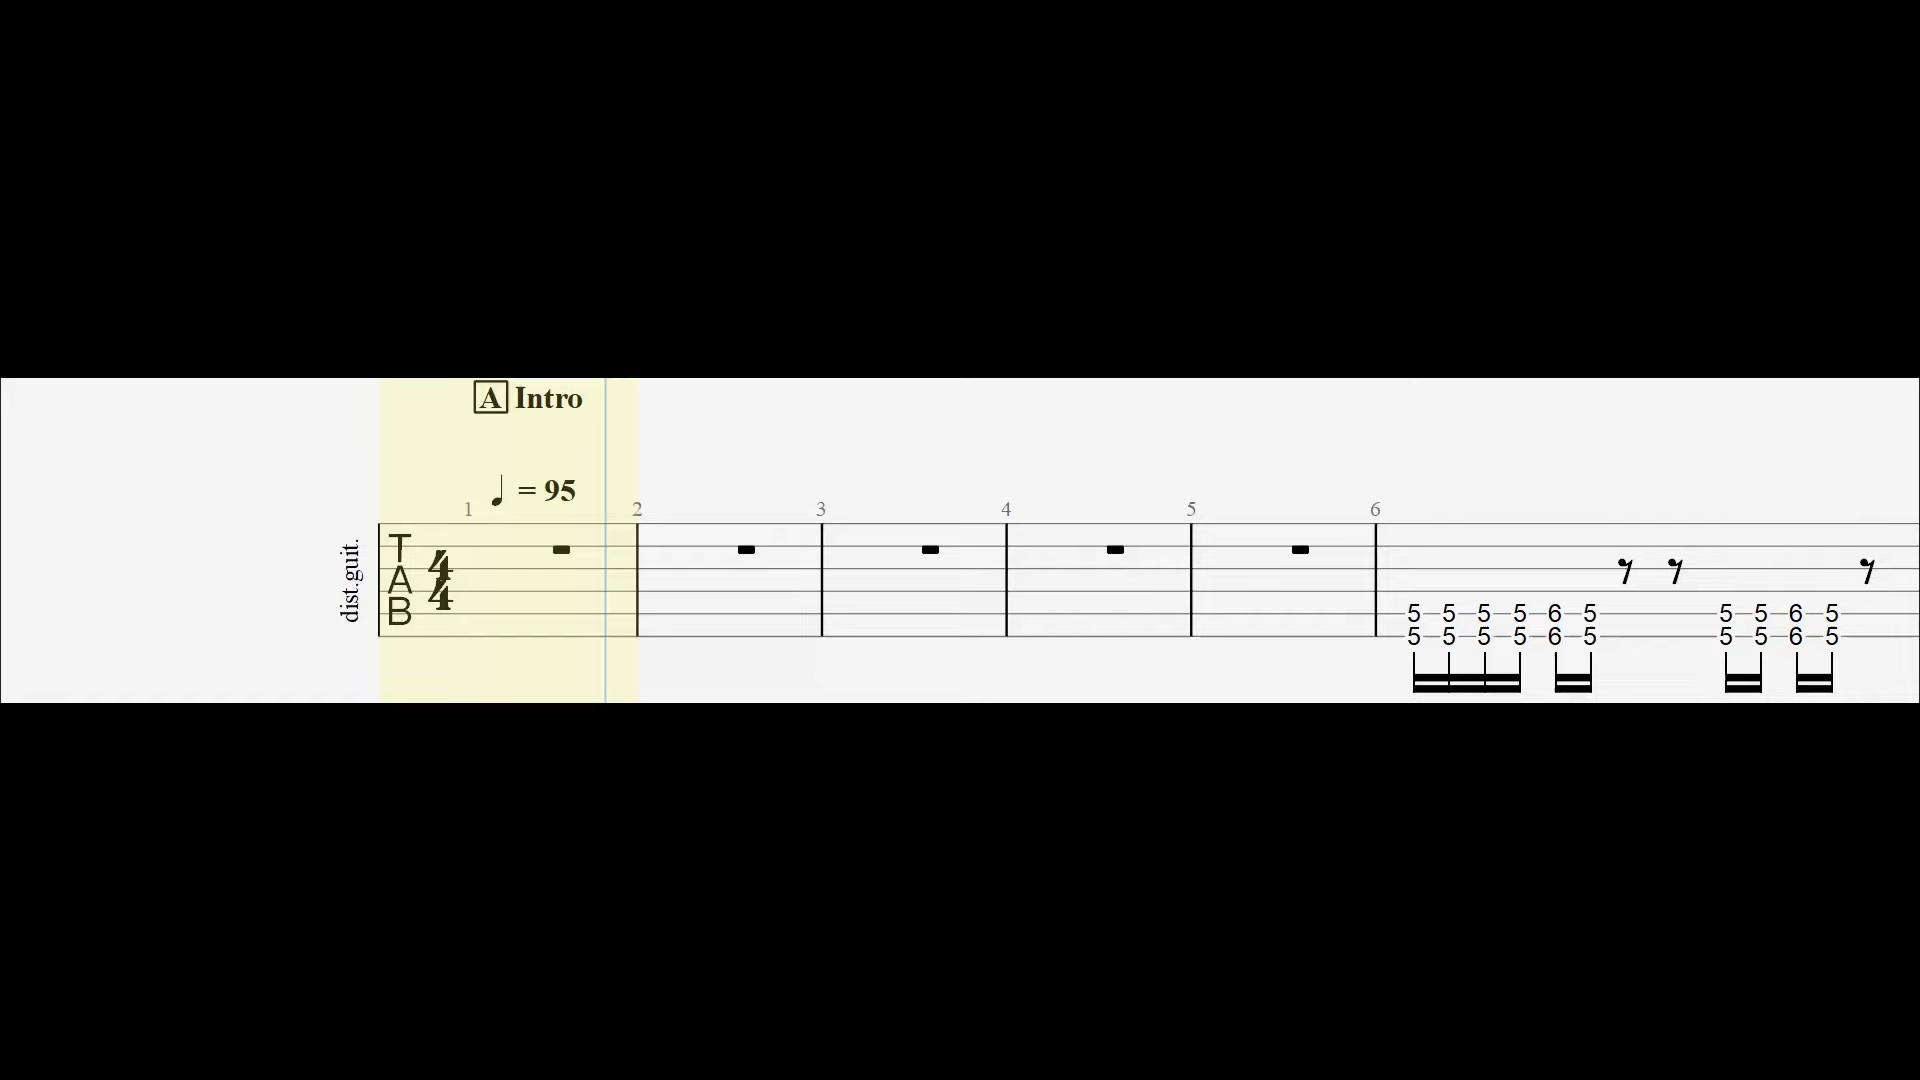 A Intro
♩ = 95
1 2 3 4 5 6
dist.guit.
T
A
B
4
4
5 5 5 5 6 5 5 5 6 5
5 5 5 5 6 5 5 5 6 5